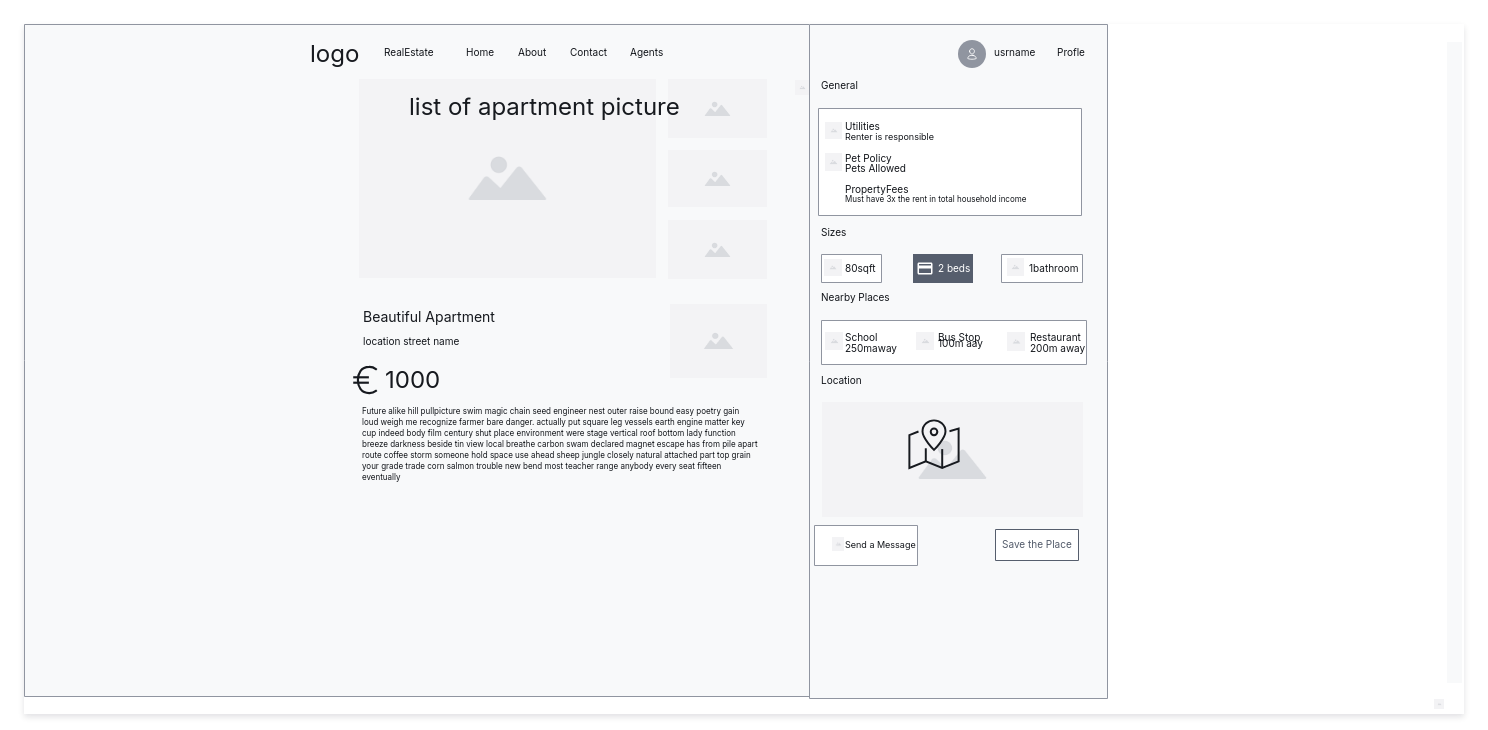 logo
RealEstate
Home
About
Contact
Agents
usrname
Profle
list of apartment picture
Beautiful Apartment
location street name
€ 1000
Future alike hill pullpicture swim magic chain seed engineer nest outer raise bound easy poetry gain
loud weigh me recognize farmer bare danger. actually put square leg vessels earth engine matter key
cup indeed body film century shut place environment were stage vertical roof bottom lady function
breeze darkness beside tin view local breathe carbon swam declared magnet escape has from pile apart
route coffee storm someone hold space use ahead sheep jungle closely natural attached part top grain
your grade trade corn salmon trouble new bend most teacher range anybody every seat fifteen
eventually
General
Utilities
Renter is responsible
Pet Policy
Pets Allowed
PropertyFees
Must have 3x the rent in total household income
Sizes
80sqft
2 beds
1bathroom
Nearby Places
School
250maway
Bus Stop
100m aay
Restaurant
200m away
Location
Send a Message
Save the Place